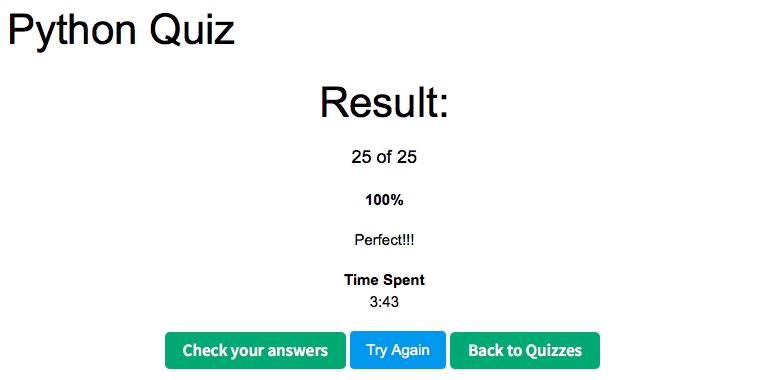 Python Quiz
Result:
25 of 25
100%
Perfect!!!
Time Spent
3:43
Check your answers Try Again Back to Quizzes